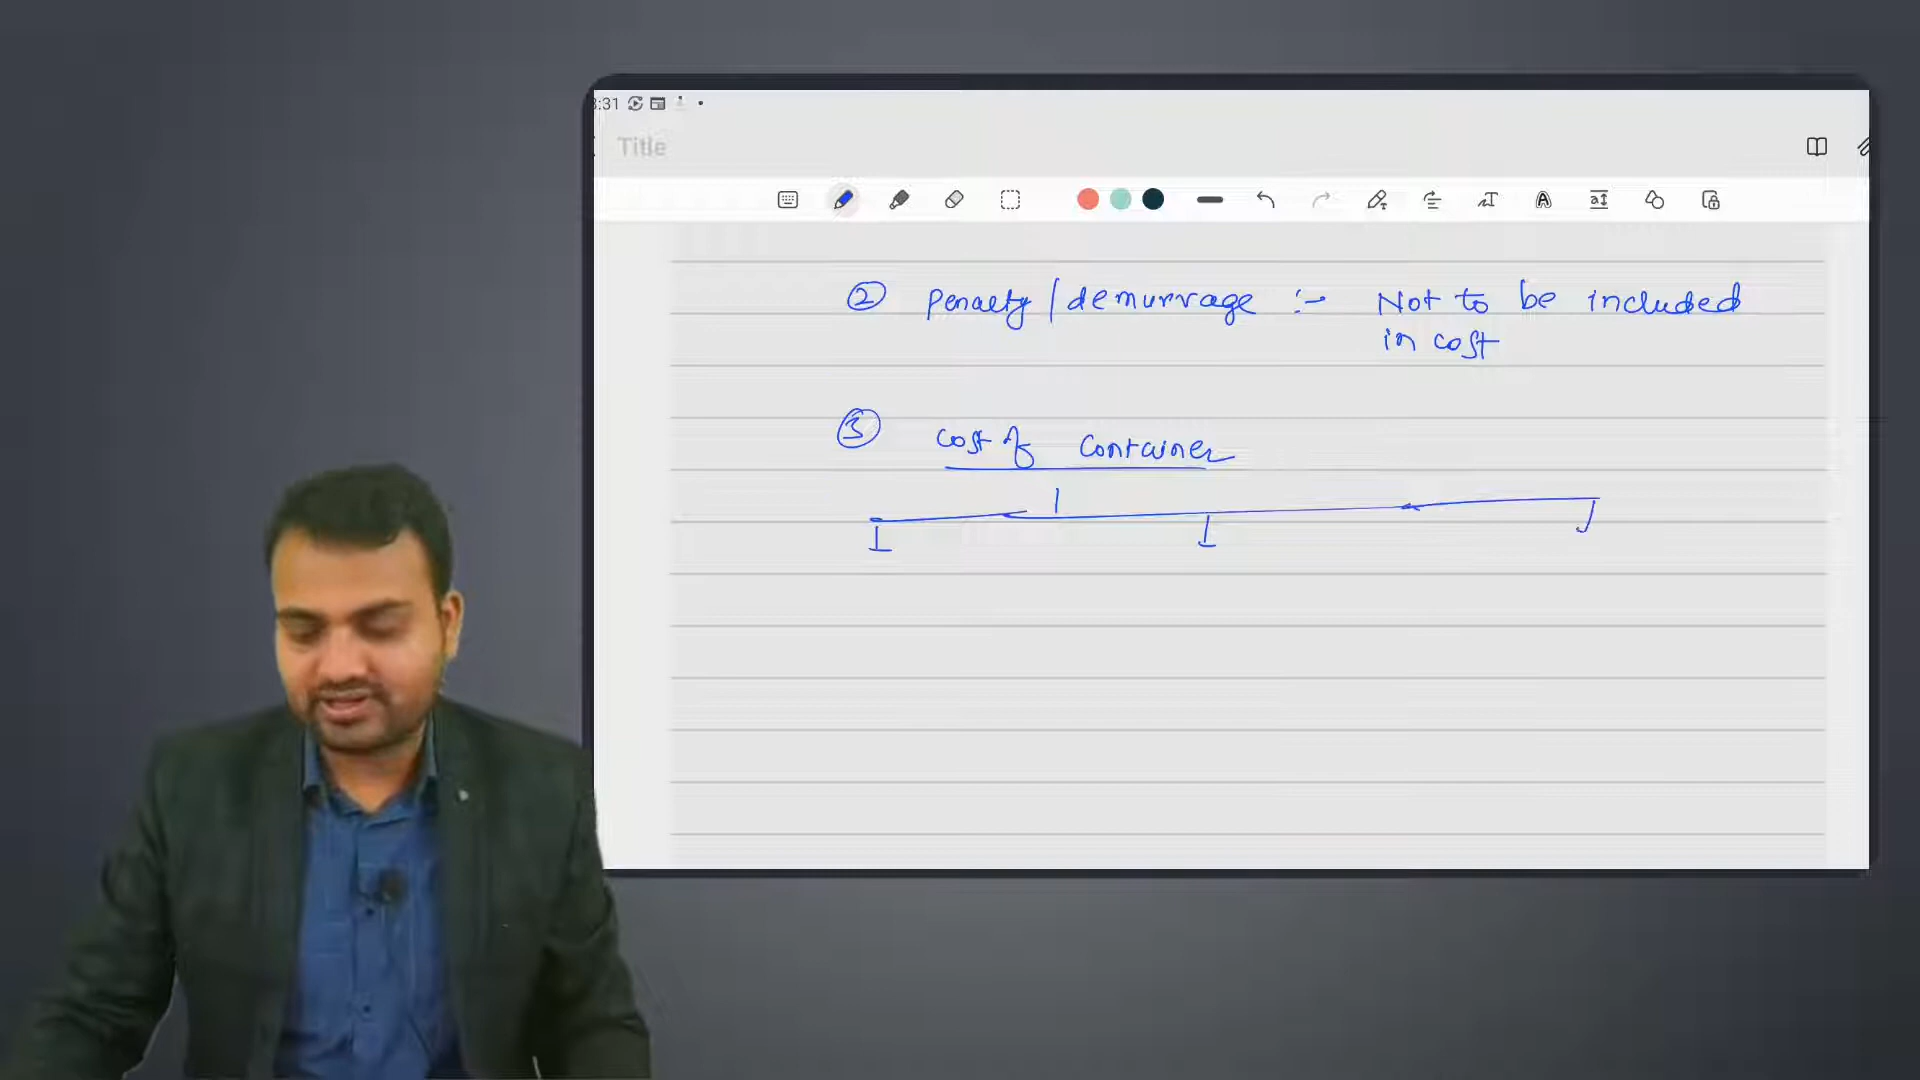 :31
Title
② Penalty / demurrage :- Not to be included
in cost
③ cost of container